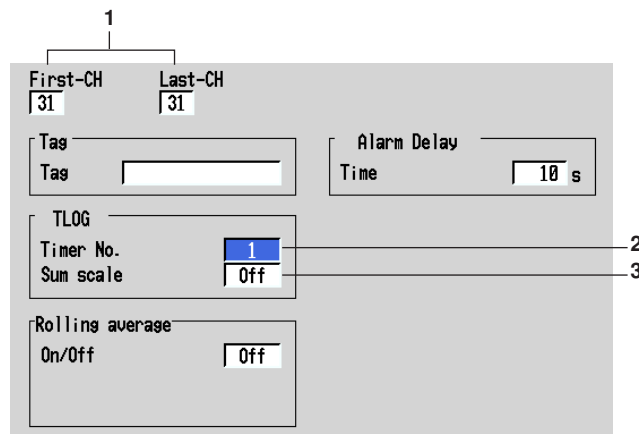 1
First-CH Last-CH
31 31
Tag
Tag
Alarm Delay
Time 10 s
TLOG
Timer No. 1 2
Sum scale Off 3
Rolling average
On/Off Off